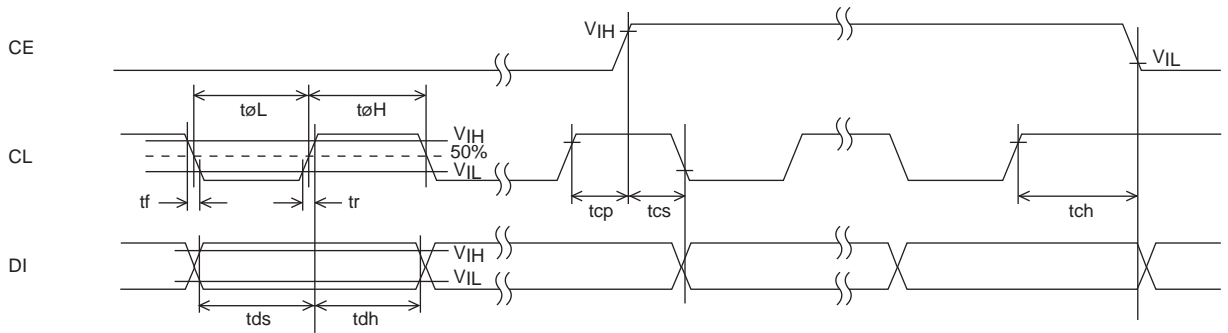 CE
VIH
VIL
tøL
tøH
CL
VIH
50%
VIL
tf
tr
tcp
tcs
tch
DI
VIH
VIL
tds
tdh